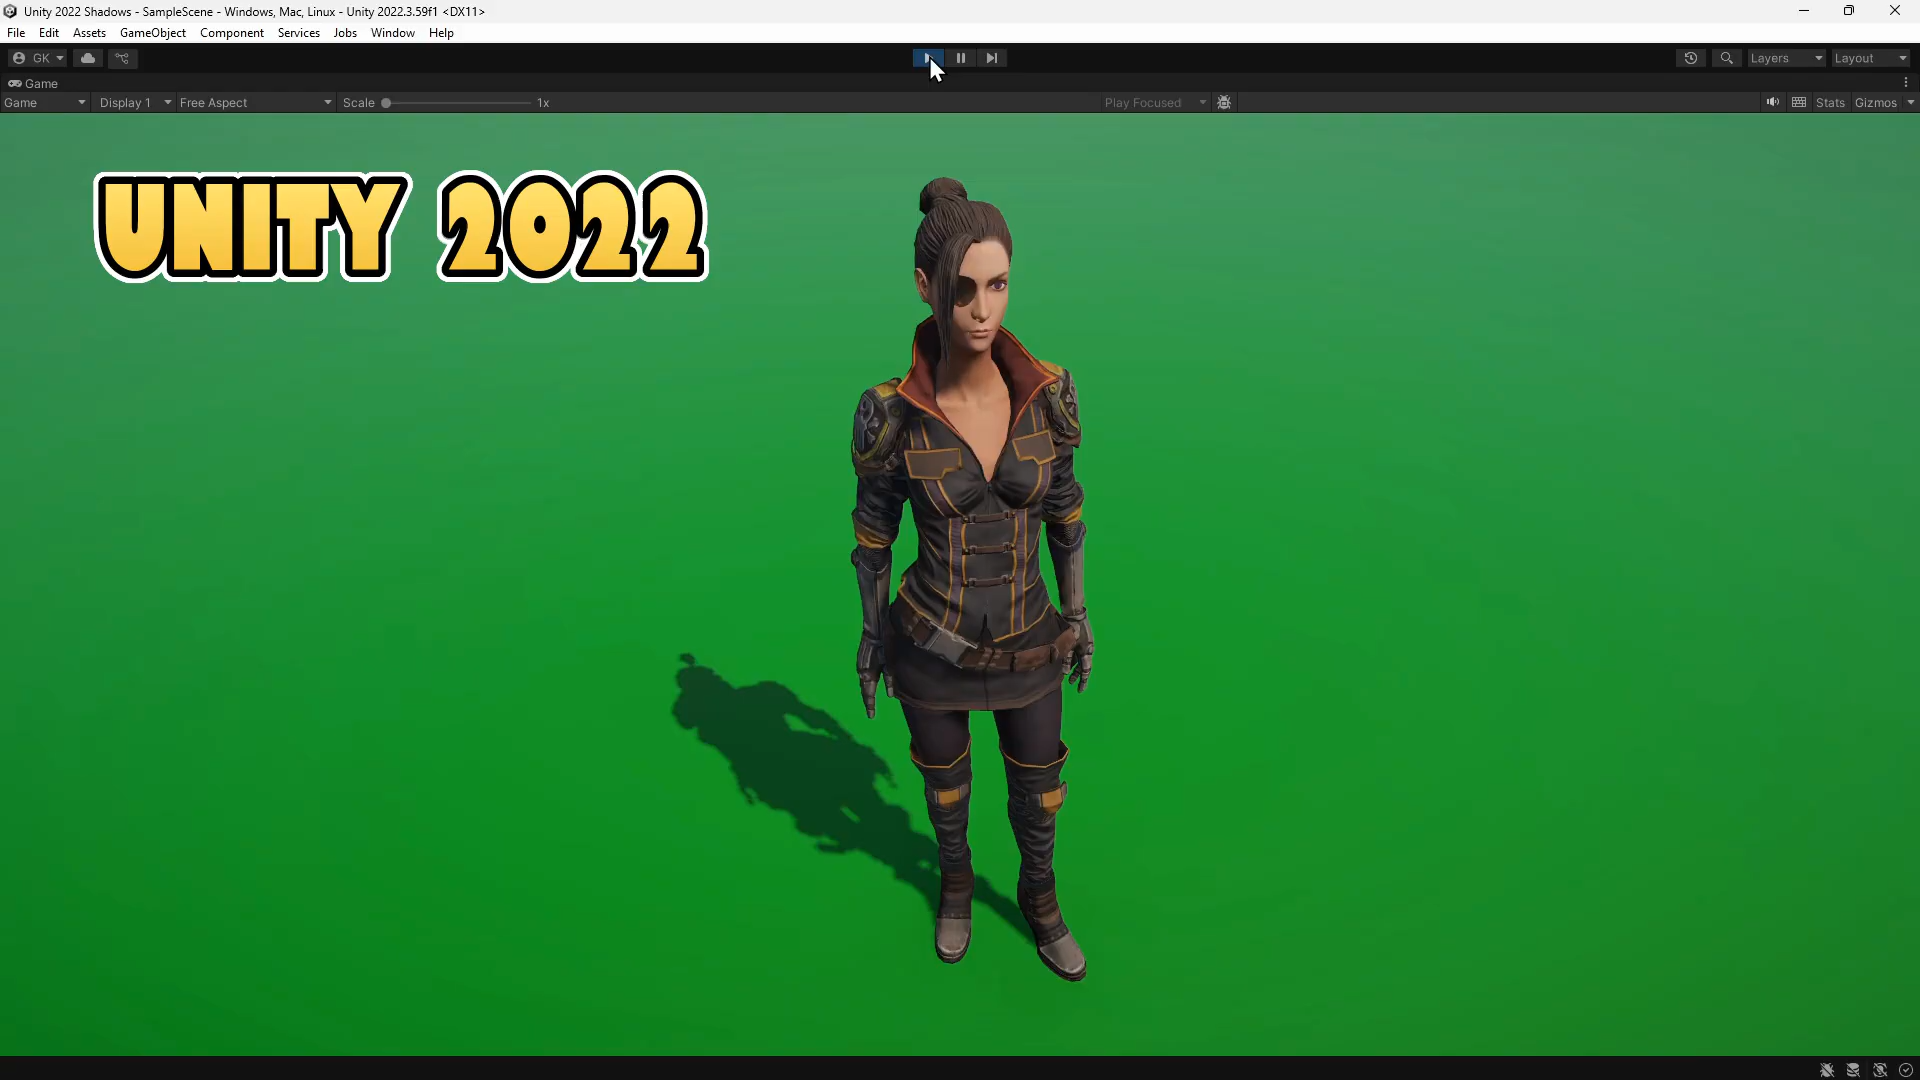 Unity 2022 Shadows - SampleScene - Windows, Mac, Linux - Unity 2022.3.59f1 <DX11>
File Edit Assets GameObject Component Services Jobs Window Help
GK Layers Layout
Game
Game Display 1 Free Aspect Scale 1x Play Focused Stats Gizmos
UNITY 2022